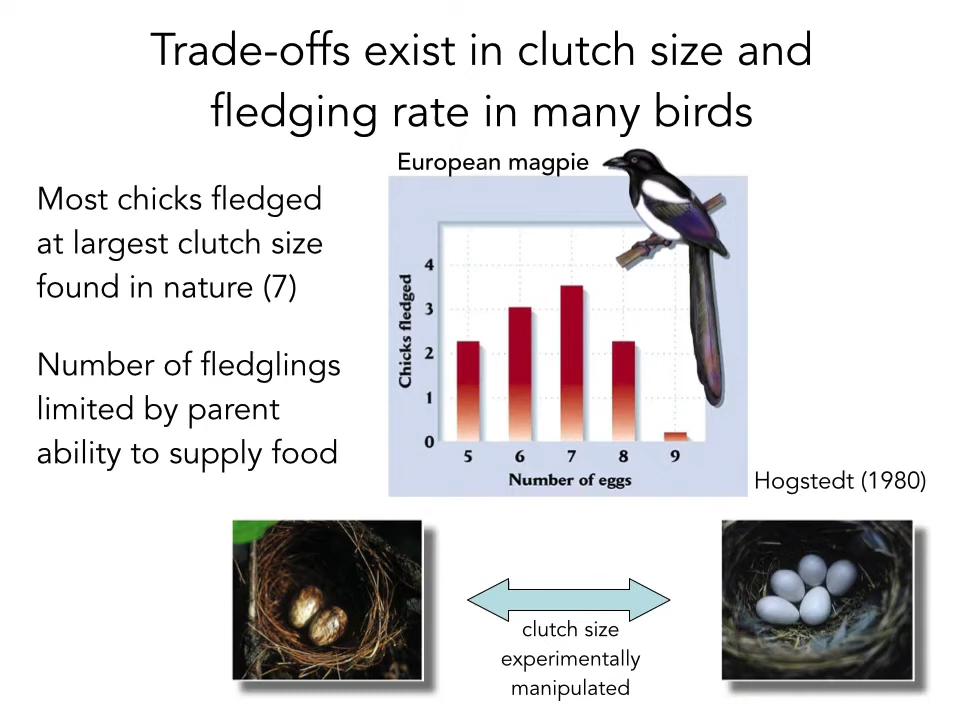 Trade-offs exist in clutch size and
fledging rate in many birds
European magpie
Most chicks fledged
at largest clutch size
found in nature (7)
Number of fledglings
limited by parent
ability to supply food
Chicks fledged
4
3
2
1
0
5 6 7 8 9
Number of eggs
Hogstedt (1980)
clutch size
experimentally
manipulated